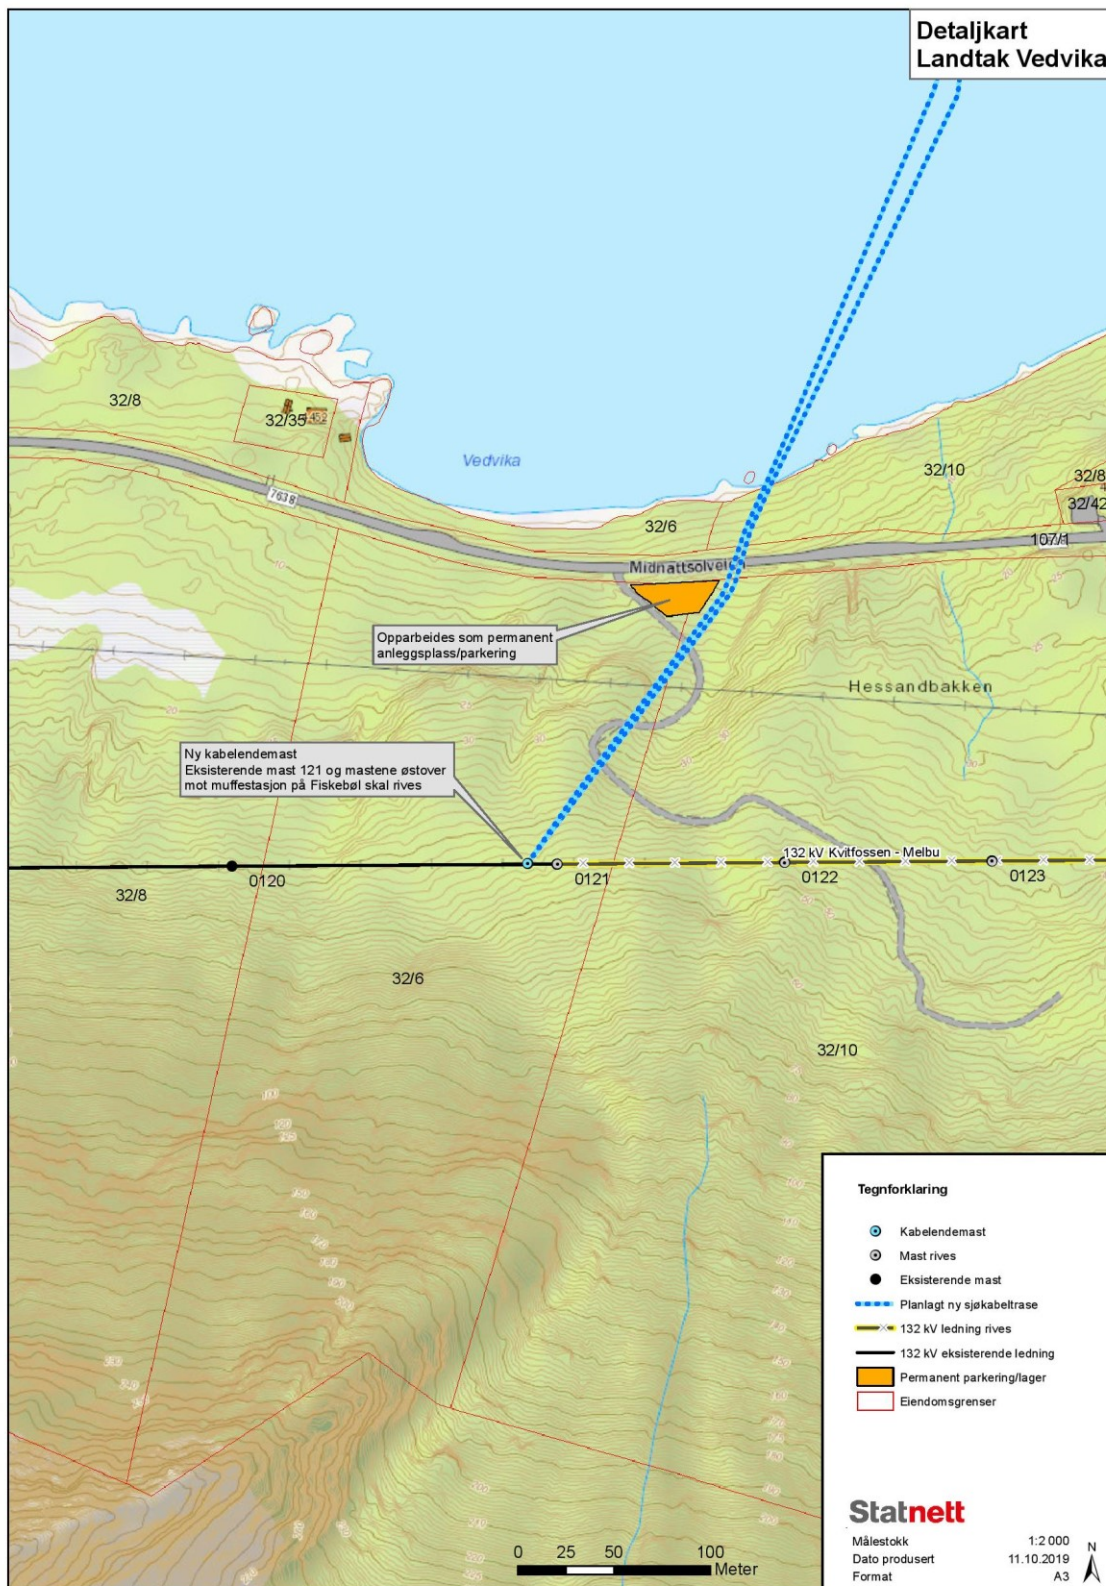 Detaljkart
Landtak Vedvika
32/8
32/35
Vedvika
7638
32/6
32/10
32/8
32/42
107/1
Midnattsolveien
10
25
Opparbeides som permanent
anleggsplass/parkering
Hessandbakken
Ny kabelendemast
Eksisterende mast 121 og mastene østover
mot muffestasjon på Fiskebøl skal rives
132 kV Kvitfossen - Melbu
0120
0121
0122
0123
32/8
32/6
32/10
Tegnforklaring
Kabelendemast
Mast rives
Eksisterende mast
Planlagt ny sjøkabeltrase
132 kV ledning rives
132 kV eksisterende ledning
Permanent parkering/lager
Eiendomsgrenser
Statnett
Målestokk 1:2 000
Dato produsert 11.10.2019
Format A3
N
0 25 50 100
Meter